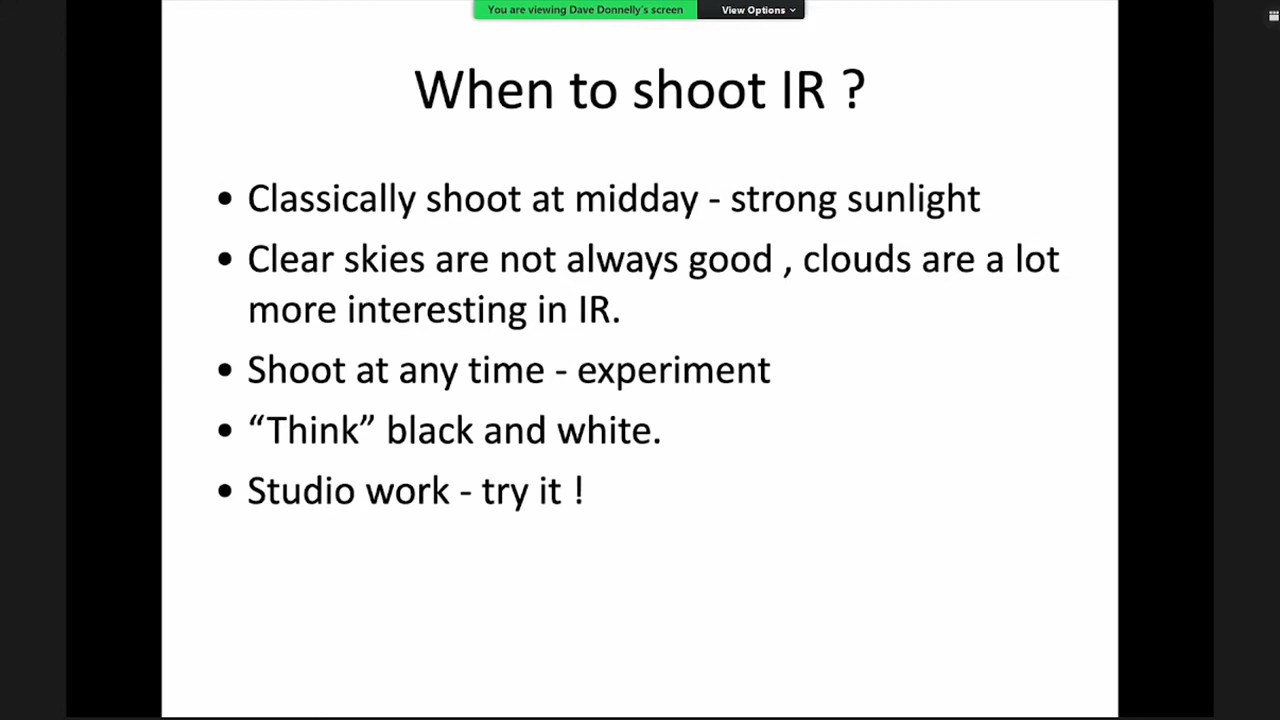 You are viewing Dave Donnelly's screen View Options
When to shoot IR ?
• Classically shoot at midday - strong sunlight
• Clear skies are not always good , clouds are a lot
more interesting in IR.
• Shoot at any time - experiment
• “Think” black and white.
• Studio work - try it !